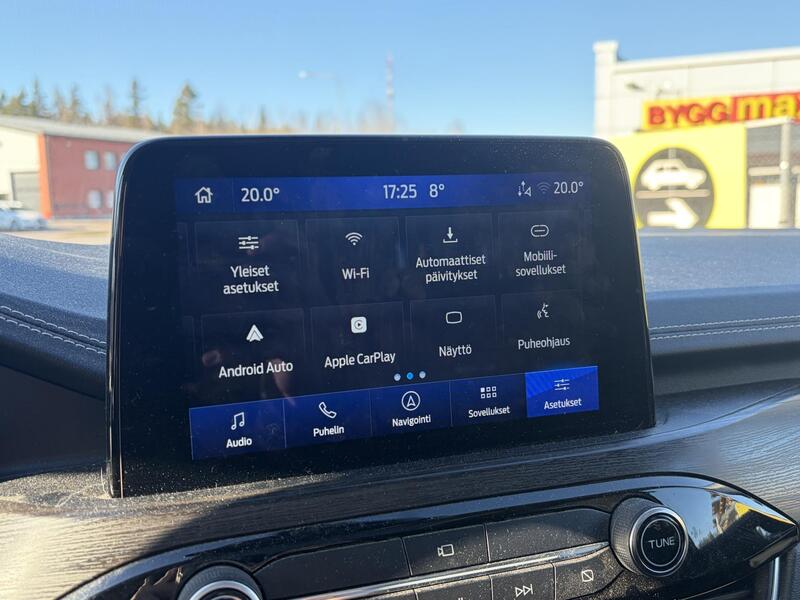 BYGGmax
20.0°
17:25
8°
20.0°
Yleiset
asetukset
Wi-Fi
Automaattiset
päivitykset
Mobiili-
sovellukset
Android Auto
Apple CarPlay
Näyttö
Puheohjaus
Audio
Puhelin
Navigointi
Sovellukset
Asetukset
TUNE